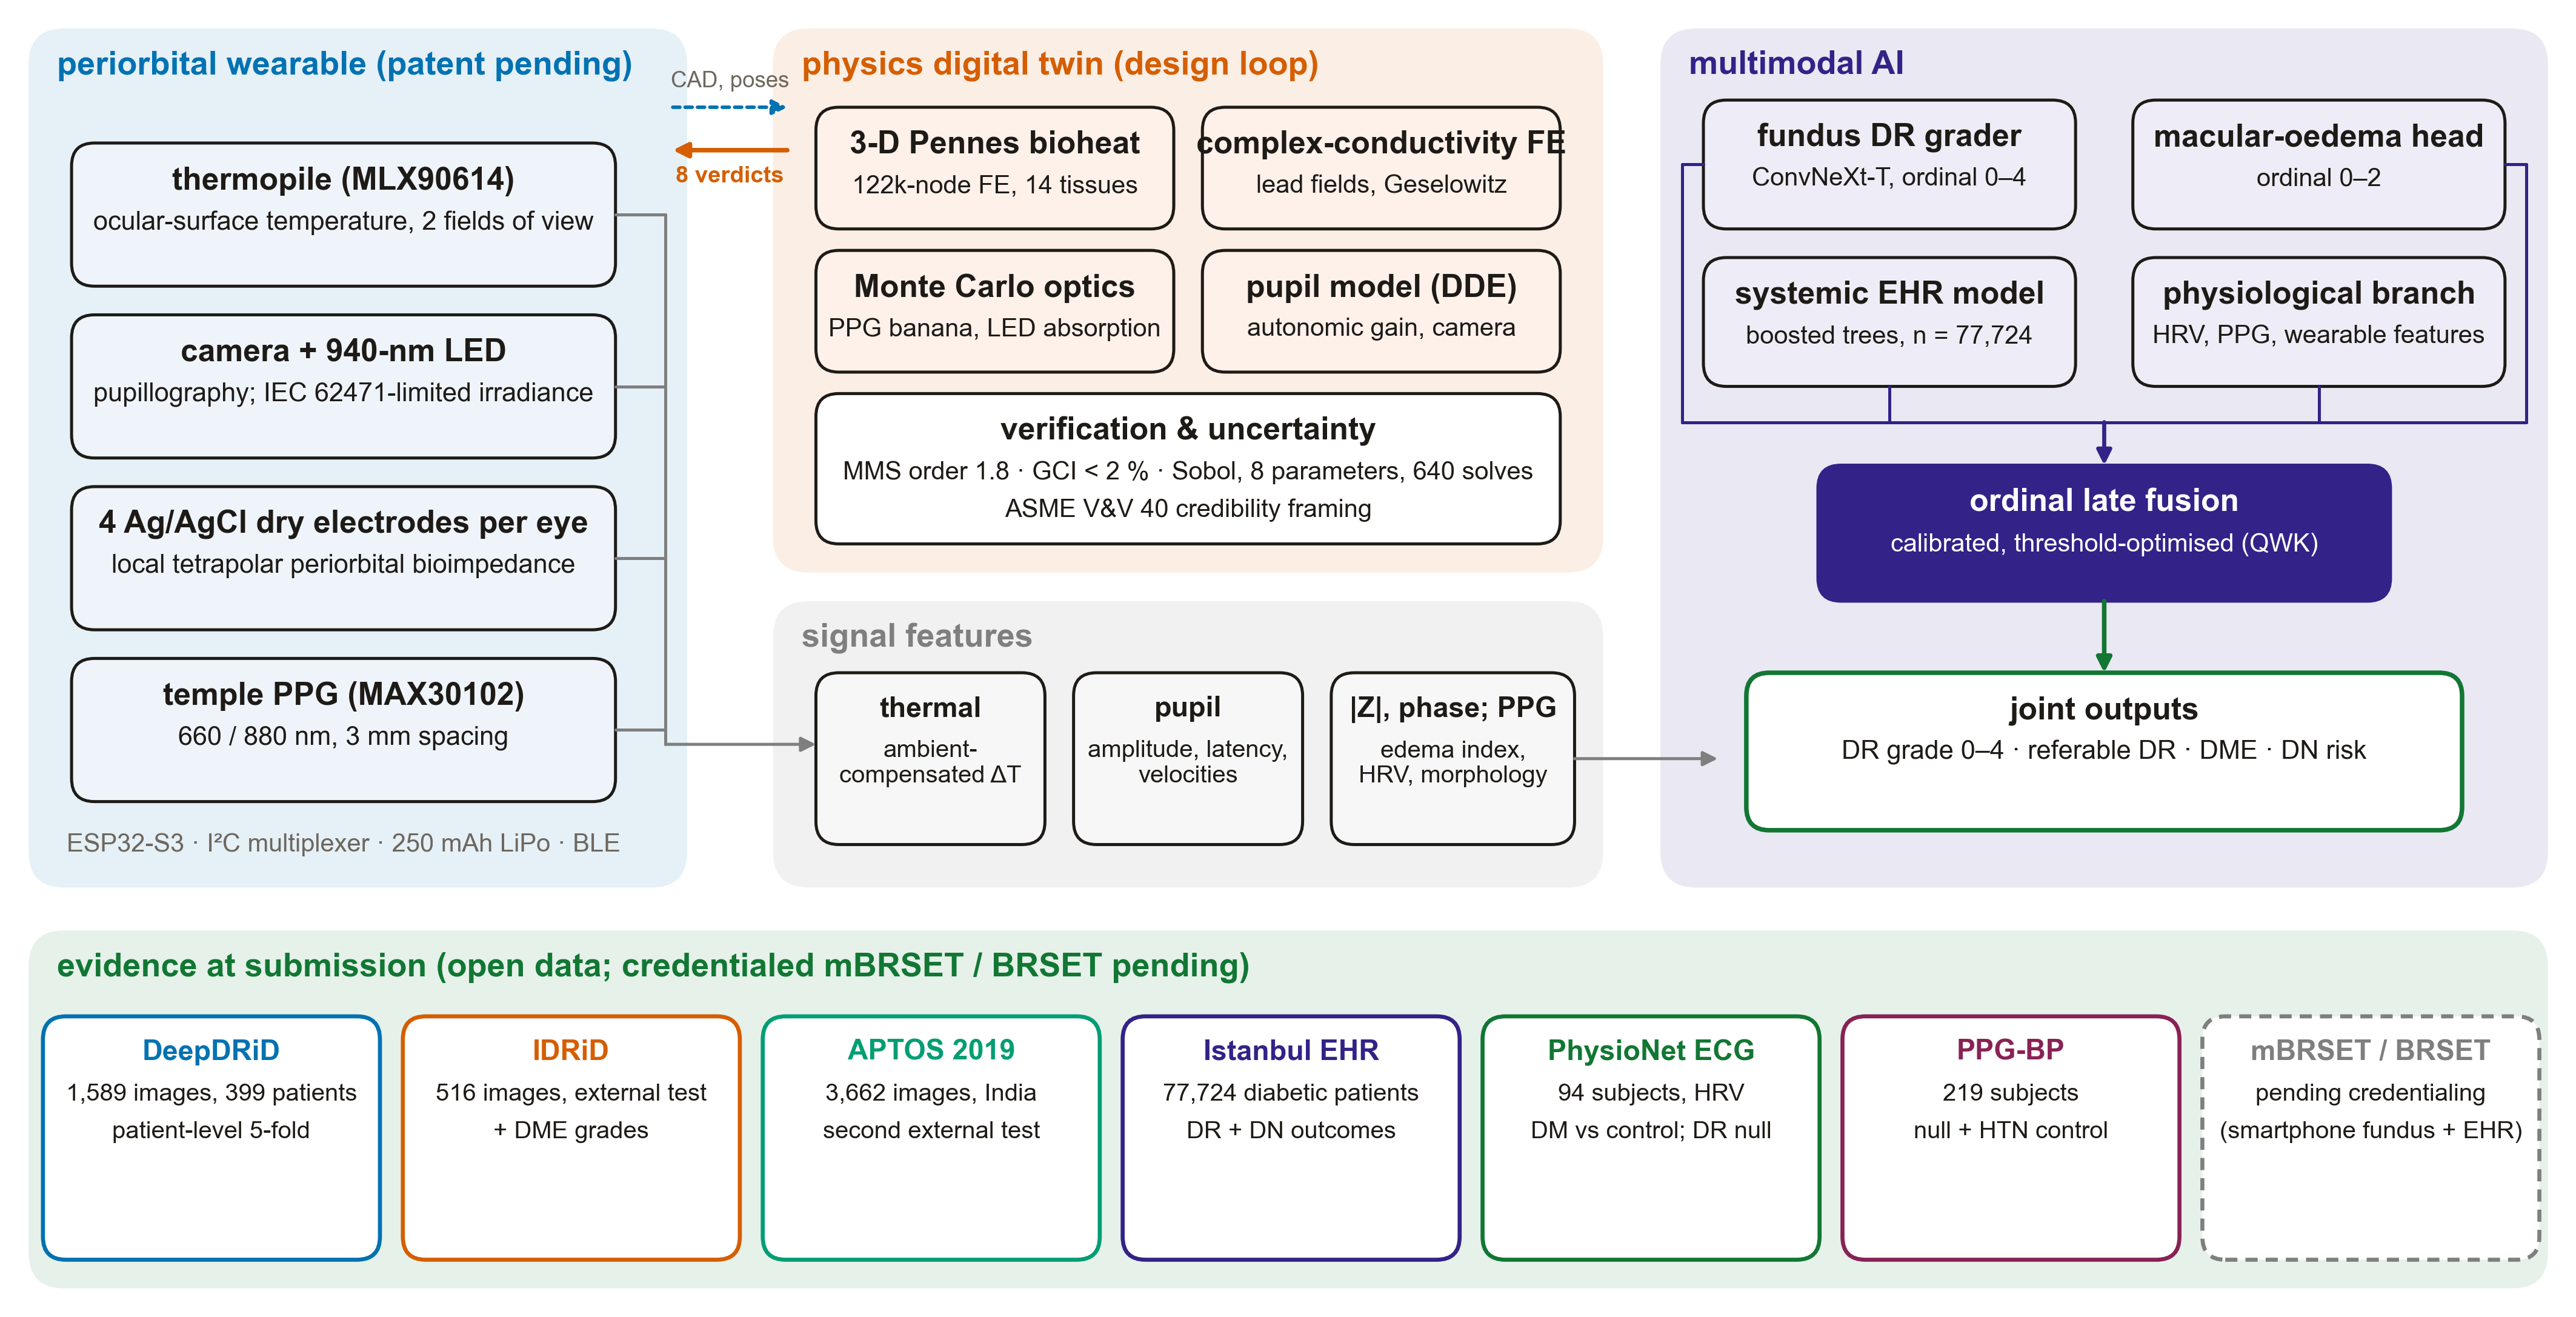 periorbital wearable (patent pending)
thermopile (MLX90614)
ocular-surface temperature, 2 fields of view
camera + 940-nm LED
pupillography; IEC 62471-limited irradiance
4 Ag/AgCl dry electrodes per eye
local tetrapolar periorbital bioimpedance
temple PPG (MAX30102)
660 / 880 nm, 3 mm spacing
ESP32-S3 · I²C multiplexer · 250 mAh LiPo · BLE
CAD, poses
8 verdicts
physics digital twin (design loop)
3-D Pennes bioheat
122k-node FE, 14 tissues
complex-conductivity FE
lead fields, Geselowitz
Monte Carlo optics
PPG banana, LED absorption
pupil model (DDE)
autonomic gain, camera
verification & uncertainty
MMS order 1.8 · GCI < 2 % · Sobol, 8 parameters, 640 solves
ASME V&V 40 credibility framing
signal features
thermal
ambient-
compensated ΔT
pupil
amplitude, latency,
velocities
|Z|, phase; PPG
edema index,
HRV, morphology
multimodal AI
fundus DR grader
ConvNeXt-T, ordinal 0–4
macular-oedema head
ordinal 0–2
systemic EHR model
boosted trees, n = 77,724
physiological branch
HRV, PPG, wearable features
ordinal late fusion
calibrated, threshold-optimised (QWK)
joint outputs
DR grade 0–4 · referable DR · DME · DN risk
evidence at submission (open data; credentialed mBRSET / BRSET pending)
DeepDRiD
1,589 images, 399 patients
patient-level 5-fold
IDRiD
516 images, external test
+ DME grades
APTOS 2019
3,662 images, India
second external test
Istanbul EHR
77,724 diabetic patients
DR + DN outcomes
PhysioNet ECG
94 subjects, HRV
DM vs control; DR null
PPG-BP
219 subjects
null + HTN control
mBRSET / BRSET
pending credentialing
(smartphone fundus + EHR)